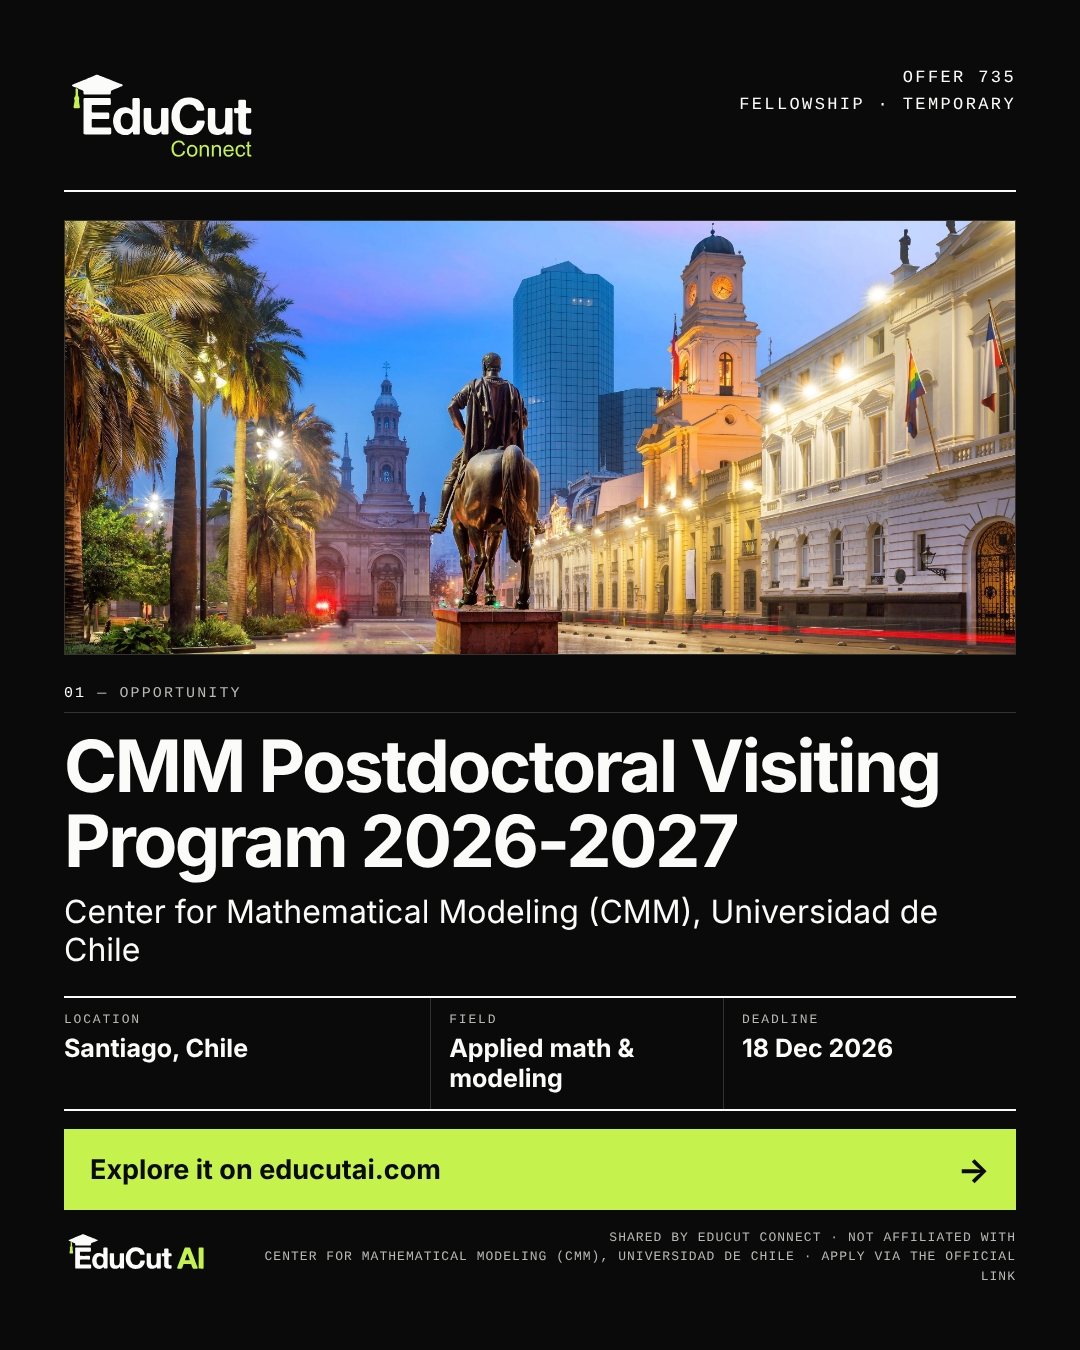 EduCut
Connect
OFFER 735
FELLOWSHIP · TEMPORARY
01 — OPPORTUNITY
CMM Postdoctoral Visiting
Program 2026-2027
Center for Mathematical Modeling (CMM), Universidad de
Chile
LOCATION
Santiago, Chile
FIELD
Applied math &
modeling
DEADLINE
18 Dec 2026
Explore it on educutai.com →
EduCut AI
SHARED BY EDUCUT CONNECT · NOT AFFILIATED WITH
CENTER FOR MATHEMATICAL MODELING (CMM), UNIVERSIDAD DE CHILE · APPLY VIA THE OFFICIAL
LINK